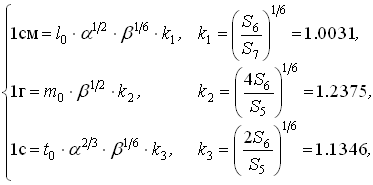 1см = l₀ · α^{1/2} · β^{1/6} · k₁, k₁ = (S₆/S₇)^{1/6} = 1.0031,
1г = m₀ · β^{1/2} · k₂, k₂ = (4S₆/S₅)^{1/6} = 1.2375,
1с = t₀ · α^{2/3} · β^{1/6} · k₃, k₃ = (2S₆/S₅)^{1/6} = 1.1346,